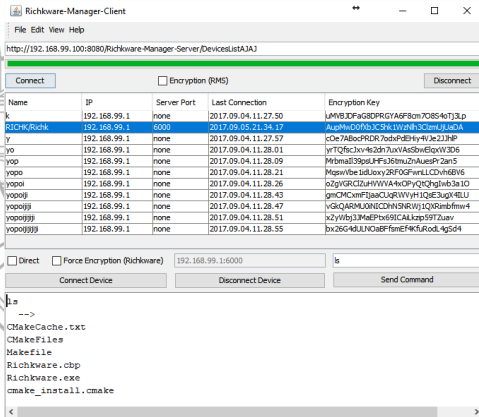 Richkware-Manager-Client
File Edit View Help
http://192.168.99.100:8080/Richkware-Manager-Server/DevicesListAJAJ
Connect Encryption (RMS) Disconnect
Name IP Server Port Last Connection Encryption Key
k 192.168.99.1 none 2017.09.04.11.27.50 uMVBJDFaG8DPRGYA6F8cm7O8S4oTj3Lp
RICHK/Richk 192.168.99.1 6000 2017.09.05.21.34.17
y 192.168.99.1 none 2017.09.04.11.27.57
yo 192.168.99.1 none 2017.09.04.11.28.01
yoo 192.168.99.1 none 2017.09.04.11.28.09
yopo 192.168.99.1 none 2017.09.04.11.28.21
yopoi 192.168.99.1 none 2017.09.04.11.28.26
yopoiji 192.168.99.1 none 2017.09.04.11.28.43
yopoijiji 192.168.99.1 none 2017.09.04.11.28.47
yopoijijiji 192.168.99.1 none 2017.09.04.11.28.51
yopoijijijiji 192.168.99.1 none 2017.09.04.11.28.55
Direct Force Encryption (Richkware) 192.168.99.1:6000 ls
Connect Device Disconnect Device Send Command
ls
-->
CMakeCache.txt
CMakeFiles
Makefile
Richkware.cbp
Richkware.exe
cmake_install.cmake